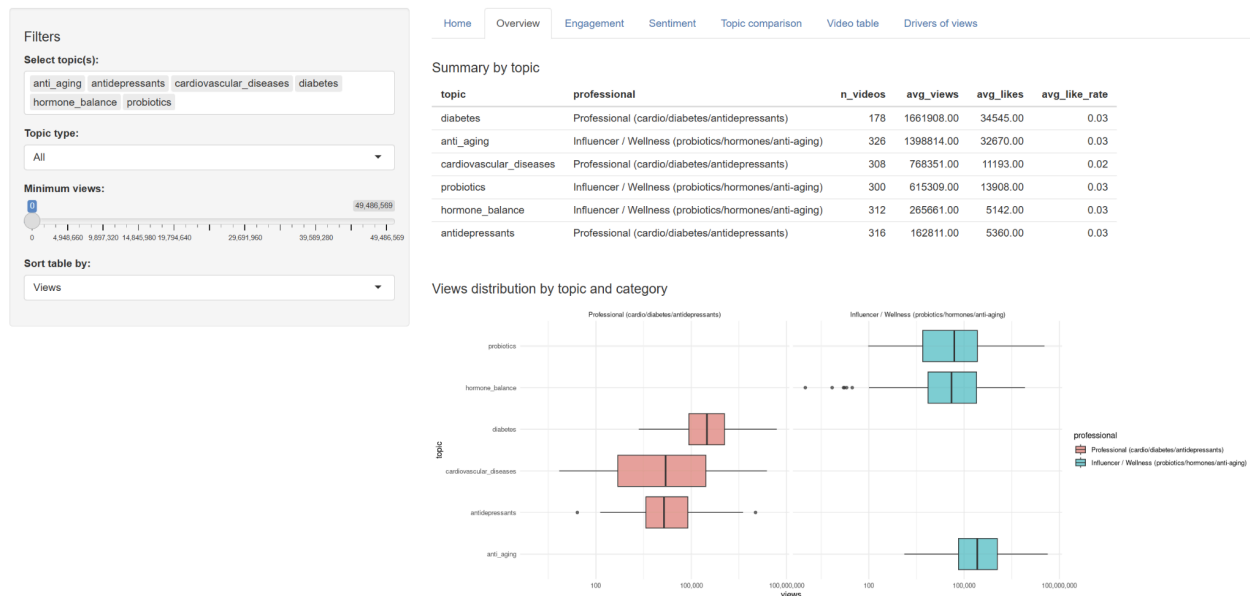 Filters
Select topic(s):
anti_aging antidepressants cardiovascular_diseases diabetes
hormone_balance probiotics
Topic type:
All
Minimum views:
0 49,486,569
0 4,948,660 9,897,320 14,845,980 19,794,640 29,691,960 39,589,280 49,486,569
Sort table by:
Views
Home Overview Engagement Sentiment Topic comparison Video table Drivers of views
Summary by topic
topic professional n_videos avg_views avg_likes avg_like_rate
diabetes Professional (cardio/diabetes/antidepressants) 178 1661908.00 34545.00 0.03
anti_aging Influencer / Wellness (probiotics/hormones/anti-aging) 326 1398814.00 32670.00 0.03
cardiovascular_diseases Professional (cardio/diabetes/antidepressants) 308 768351.00 11193.00 0.02
probiotics Influencer / Wellness (probiotics/hormones/anti-aging) 300 615309.00 13908.00 0.03
hormone_balance Influencer / Wellness (probiotics/hormones/anti-aging) 312 265661.00 5142.00 0.03
antidepressants Professional (cardio/diabetes/antidepressants) 316 162811.00 5360.00 0.03
Views distribution by topic and category
Professional (cardio/diabetes/antidepressants) Influencer / Wellness (probiotics/hormones/anti-aging)
probiotics
hormone_balance
diabetes
cardiovascular_diseases
antidepressants
anti_aging
topic
100 100,000 100,000,000 100 100,000 100,000,000
views
professional
Professional (cardio/diabetes/antidepressants)
Influencer / Wellness (probiotics/hormones/anti-aging)